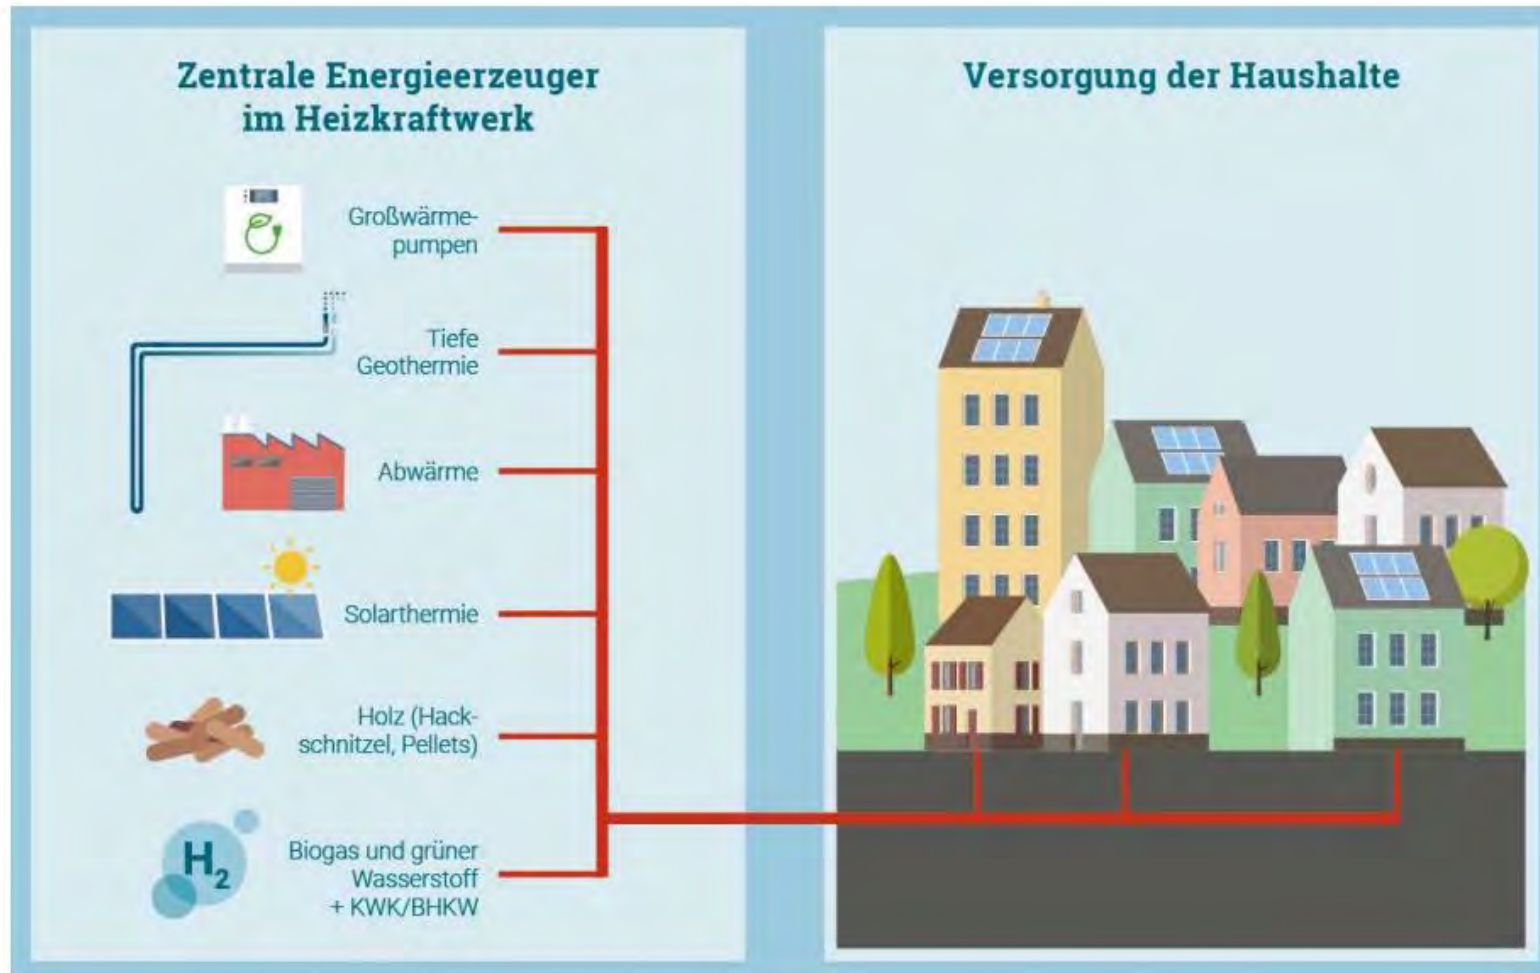 Zentrale Energieerzeuger
im Heizkraftwerk
Großwärme-
pumpen
Tiefe
Geothermie
Abwärme
Solarthermie
Holz (Hack-
schnitzel, Pellets)
H₂
Biogas und grüner
Wasserstoff
+ KWK/BHKW
Versorgung der Haushalte